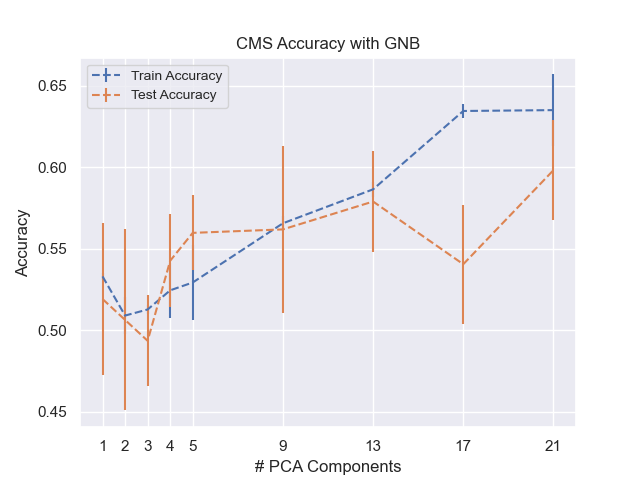 CMS Accuracy with GNB
Train Accuracy
Test Accuracy
0.65
0.60
0.55
0.50
0.45
Accuracy
1 2 3 4 5 9 13 17 21
# PCA Components